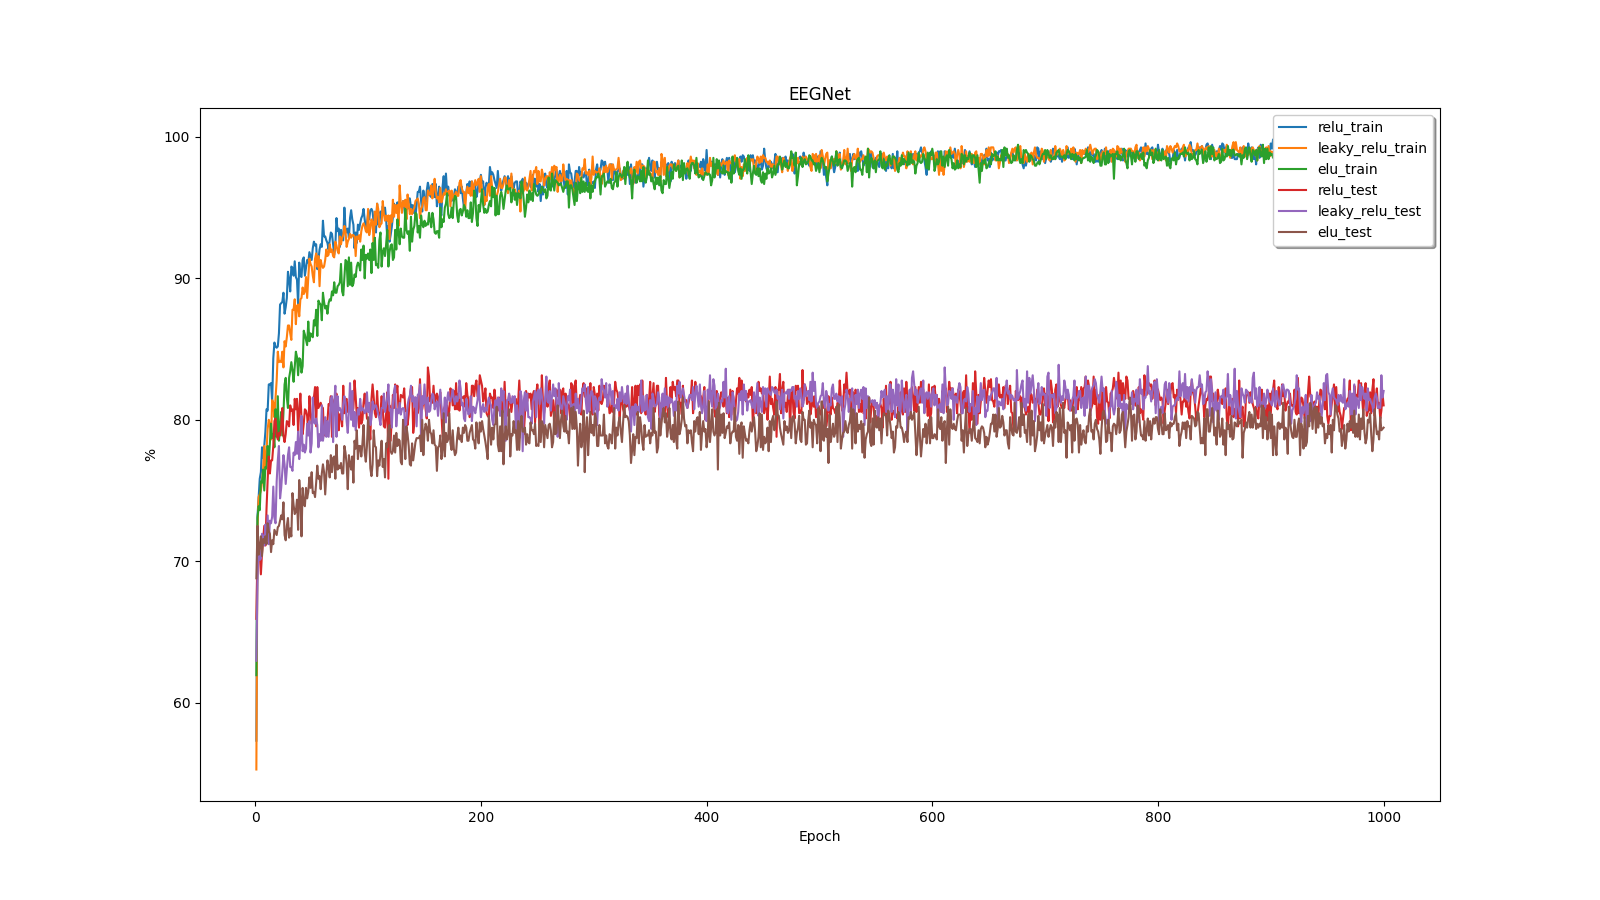 EEGNet
100
90
80
70
60
%
0 200 400 600 800 1000
Epoch
relu_train
leaky_relu_train
elu_train
relu_test
leaky_relu_test
elu_test